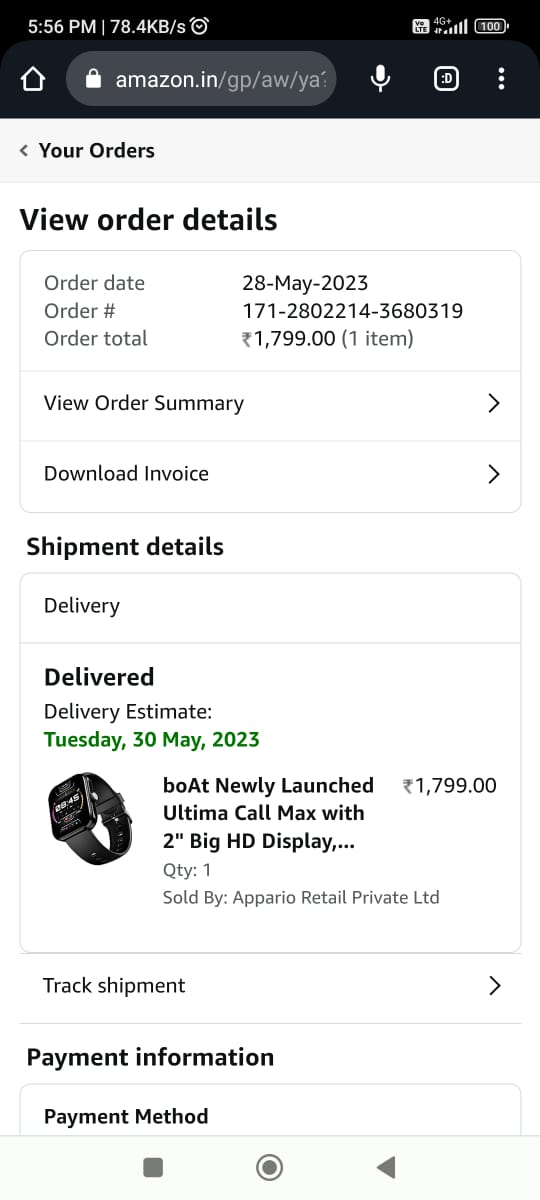 5:56 PM | 78.4KB/s
Vo LTE 4G+ 100
amazon.in/gp/aw/ya?
:D
Your Orders
View order details
Order date 28-May-2023
Order # 171-2802214-3680319
Order total ₹1,799.00 (1 item)
View Order Summary
Download Invoice
Shipment details
Delivery
Delivered
Delivery Estimate:
Tuesday, 30 May, 2023
boAt Newly Launched ₹1,799.00
Ultima Call Max with
2" Big HD Display,...
Qty: 1
Sold By: Appario Retail Private Ltd
08:45
Track shipment
Payment information
Payment Method